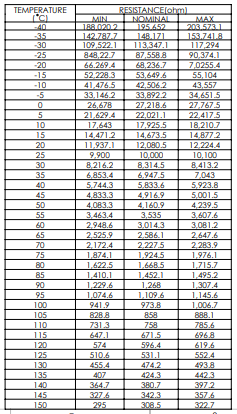 TEMPERATURE RESISTANCE(ohm)
(°C) MIN NOMINAL MAX
-40 188,020.2 195,652 203,573.1
-35 142,787.7 148,171 153,741.8
-30 109,522.1 113,347.1 117,294
-25 848,22.7 87,558.8 90,374.1
-20 66.269.4 68,236.7 7,0255.4
-15 52,228.3 53,649.6 55,104
-10 41,476.5 42,506.2 43,557
-5 33,146.2 33,892.2 34,651.5
0 26,678 27,218.6 27,767.5
5 21,629.4 22,021.1 22,417.5
10 17,643 17,925.5 18,210.7
15 14,471.2 14,673.5 14,877.2
20 11,937.1 12,080.5 12,224.4
25 9,900 10,000 10,100
30 8,216.2 8,314.5 8,413.2
35 6,853.4 6,947.5 7,043
40 5,744.3 5,833.6 5,923.8
45 4,833.3 4,916.9 5,001.5
50 4,083.3 4,160.9 4,239.5
55 3,463.4 3,535 3,607.6
60 2,948.6 3,014.3 3,081.2
65 2,525.9 2,586.1 2,647.6
70 2,172.4 2,227.5 2,283.9
75 1,874.1 1,924.5 1,976.1
80 1,622.5 1,668.5 1,715.7
85 1,410.1 1,452.1 1,495.2
90 1,229.6 1,268 1,307.4
95 1,074.6 1,109.6 1,145.6
100 941.9 973.8 1,006.7
105 828.8 858 888.1
110 731.3 758 785.6
115 647.1 671.5 696.8
120 574 596.4 619.6
125 510.6 531.1 552.4
130 455.4 474.2 493.8
135 407 424.3 442.3
140 364.7 380.7 397.2
145 327.6 342.3 357.6
150 295 308.5 322.7